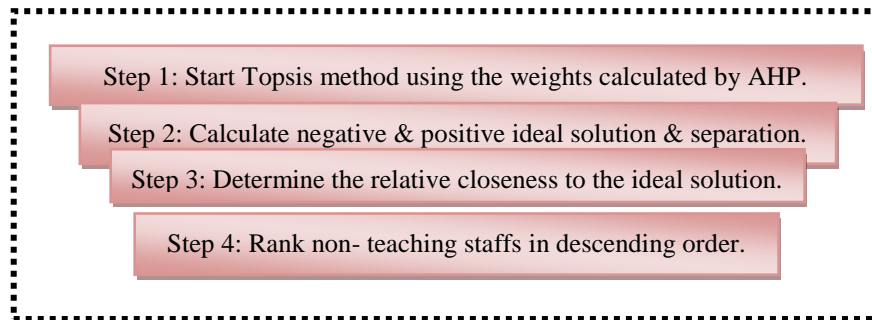 Step 1: Start Topsis method using the weights calculated by AHP.
Step 2: Calculate negative & positive ideal solution & separation.
Step 3: Determine the relative closeness to the ideal solution.
Step 4: Rank non- teaching staffs in descending order.